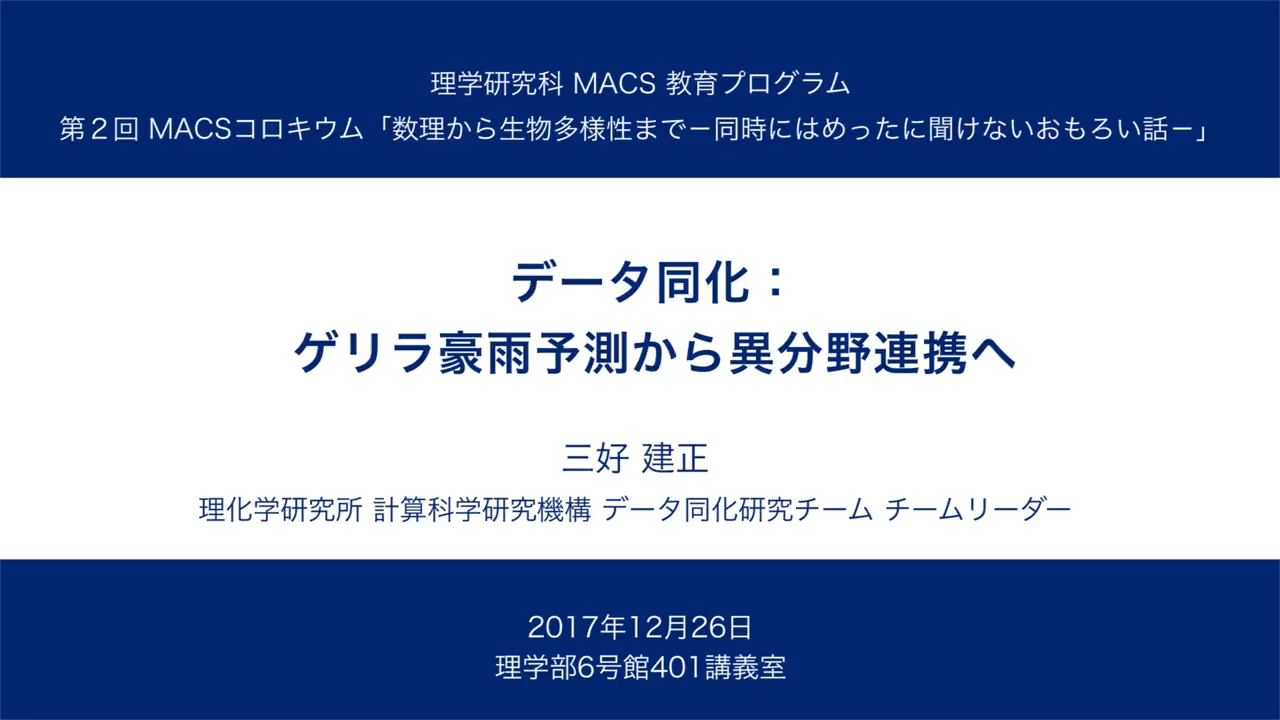 理学研究科 MACS 教育プログラム
第２回 MACSコロキウム「数理から生物多様性まで－同時にはめったに聞けないおもろい話－」
データ同化：
ゲリラ豪雨予測から異分野連携へ
三好 建正
理化学研究所 計算科学研究機構 データ同化研究チーム チームリーダー
2017年12月26日
理学部6号館401講義室